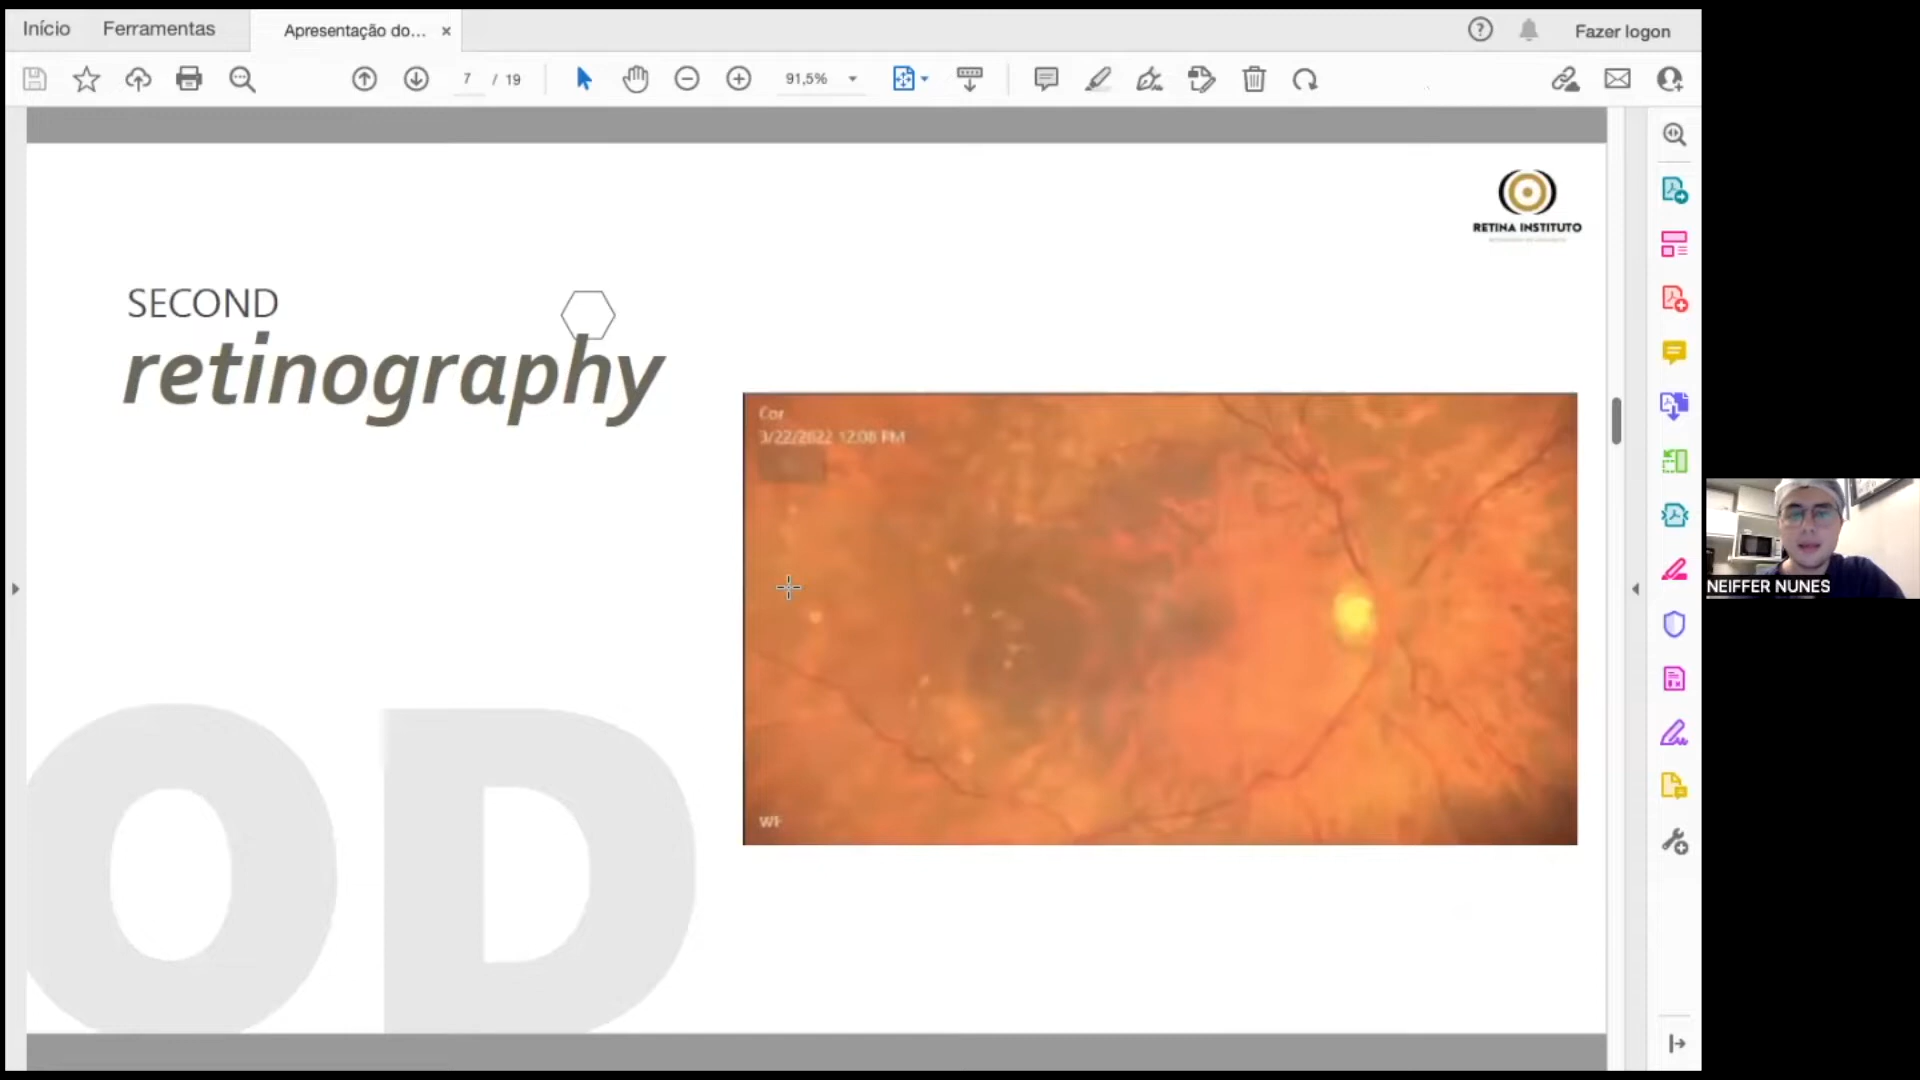 Início Ferramentas Apresentação do... × Fazer logon
7 / 19 91,5%
RETINA INSTITUTO
SECOND
retinography
Cor
3/22/2022 12:08 PM
WF
OD
NEIFFER NUNES